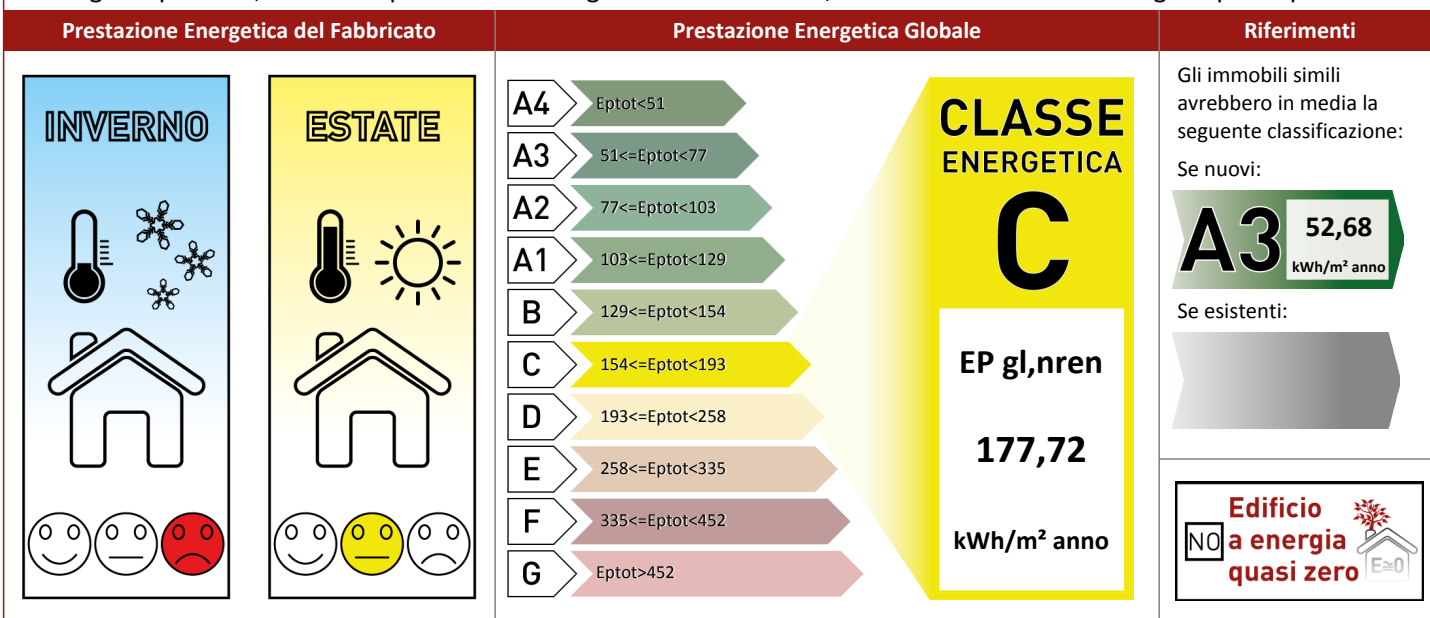 Prestazione Energetica del Fabbricato
Prestazione Energetica Globale
Riferimenti
INVERNO
ESTATE
A4 Eptot<51
A3 51<=Eptot<77
A2 77<=Eptot<103
A1 103<=Eptot<129
B 129<=Eptot<154
C 154<=Eptot<193
D 193<=Eptot<258
E 258<=Eptot<335
F 335<=Eptot<452
G Eptot>452
CLASSE
ENERGETICA
C
EP gl,nren
177,72
kWh/m² anno
Gli immobili simili
avrebbero in media la
seguente classificazione:
Se nuovi:
A3
52,68
kWh/m² anno
Se esistenti:
Edificio
NO a energia
quasi zero
E≅0